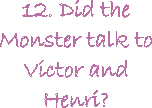 12. Did the
Monster talk to
Victor and
Henri?